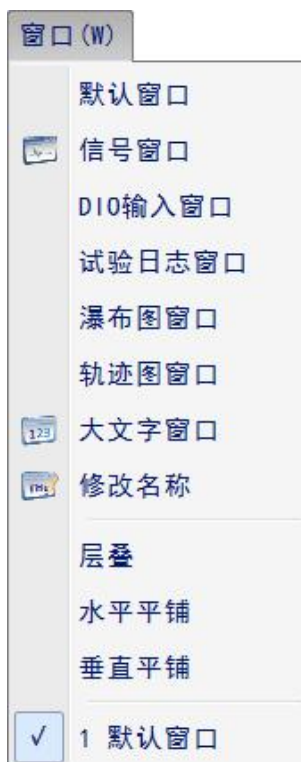 窗口(W)
默认窗口
信号窗口
DIO输入窗口
试验日志窗口
瀑布图窗口
轨迹图窗口
123
大文字窗口
修改名称
层叠
水平平铺
垂直平铺
√ 1 默认窗口